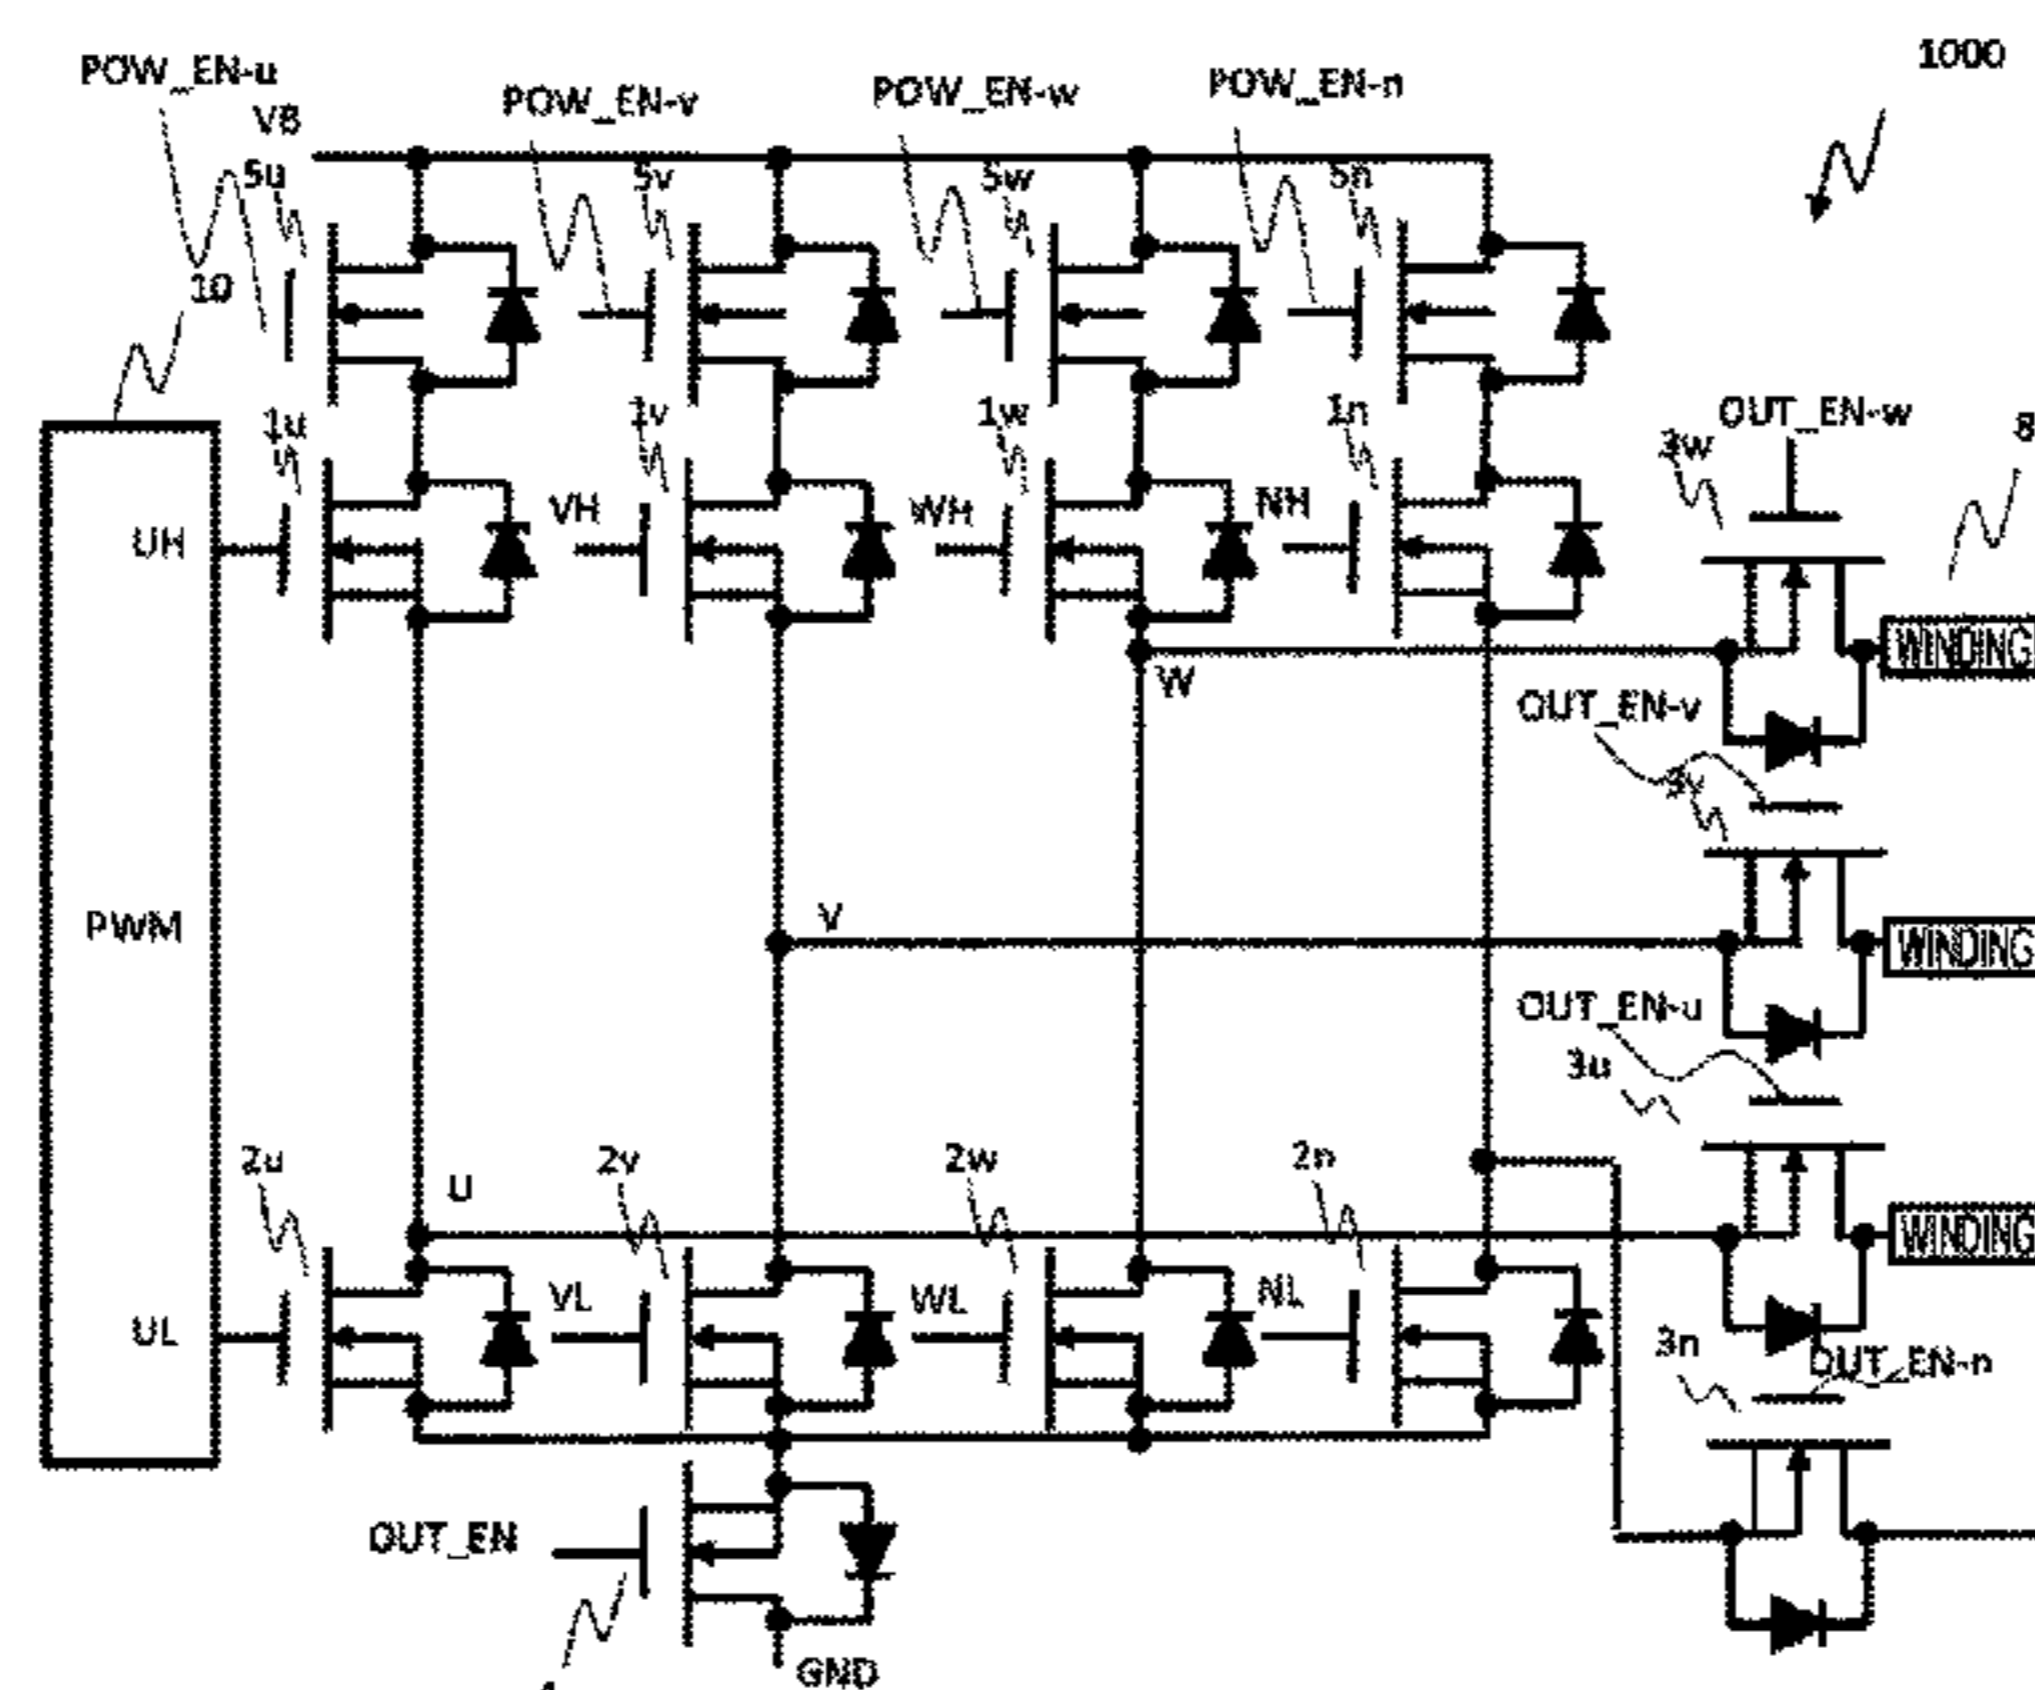 POW_EN-u
POW_EN-v
POW_EN-w
POW_EN-n
1000
VB
5u
5v
5w
5n
10
1u
1v
1w
1n
OUT_EN-w
3w
8
UH
VH
WH
NH
WINDING
W
OUT_EN-v
3v
PWM
V
WINDING
OUT_EN-u
3u
2u
2v
2w
2n
U
WINDING
UL
VL
WL
NL
3n
OUT_EN-n
OUT_EN
GND